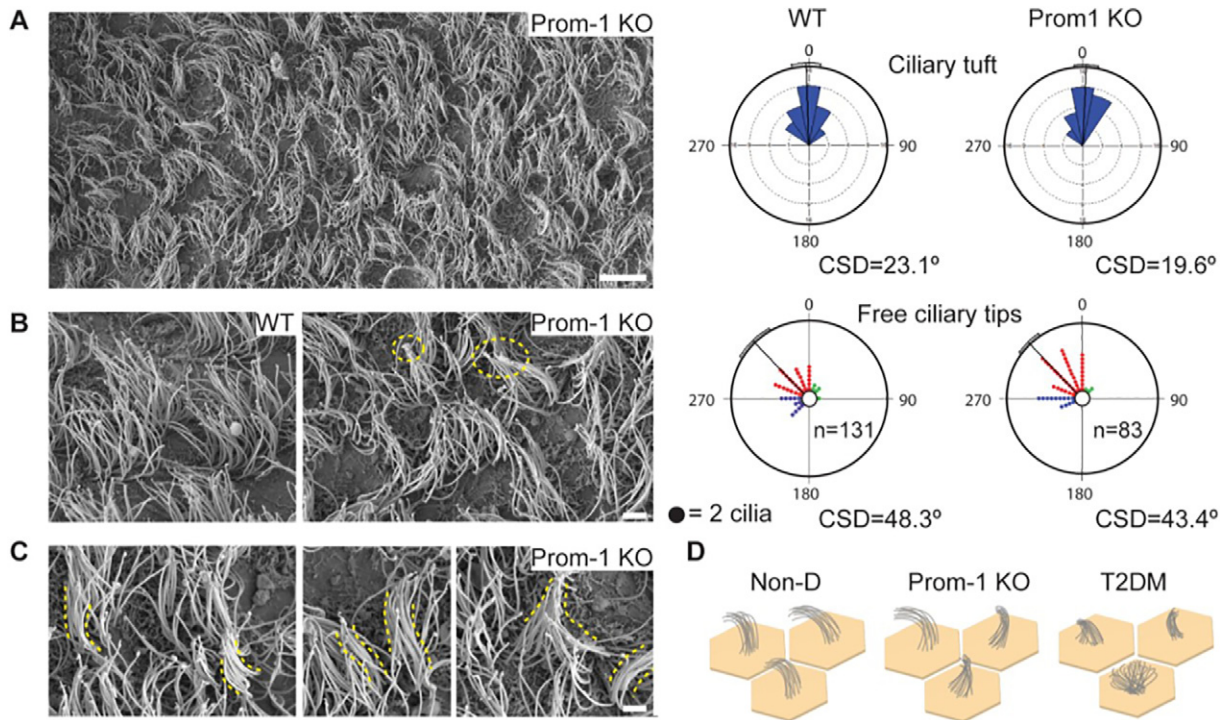 A
Prom-1 KO
WT
Prom1 KO
0
0
Ciliary tuft
270
90
270
90
180
180
CSD=23.1º
CSD=19.6º
B
WT
Prom-1 KO
0
0
Free ciliary tips
270
90
270
90
n=131
n=83
180
180
● = 2 cilia
CSD=48.3º
CSD=43.4º
C
Prom-1 KO
D
Non-D
Prom-1 KO
T2DM